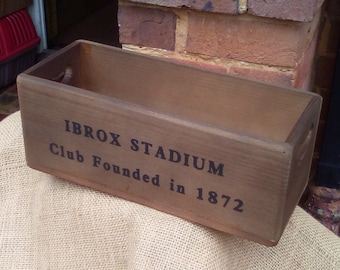 IBROX STADIUM
Club Founded in 1872